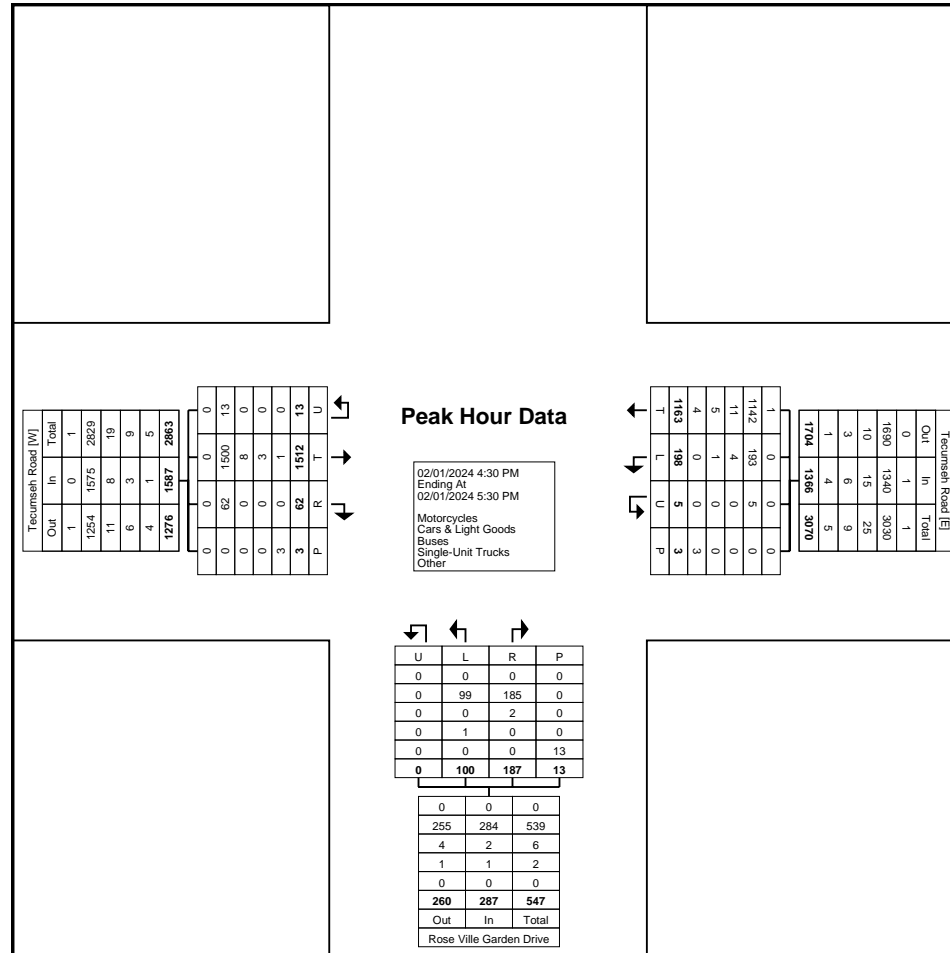 Peak Hour Data
02/01/2024 4:30 PM
Ending At
02/01/2024 5:30 PM
Motorcycles
Cars & Light Goods
Buses
Single-Unit Trucks
Other
U T R P
13 1512 62 3
0 1 0 3
0 3 0 0
0 8 0 0
13 1500 62 0
0 0 0 0
2863 1587 1276
5 1 4
9 3 6
19 8 11
2829 1575 1254
1 0 1
Total In Out
Tecumseh Road [W]
Tecumseh Road [E]
Out In Total
0 1 1
1690 1340 3030
10 15 25
3 6 9
1 4 5
1704 1366 3070
1 0 0 0
1142 193 5 0
11 4 0 0
5 1 0 0
4 0 0 3
1163 198 5 3
T L U P
U L R P
0 0 0 0
0 99 185 0
0 0 2 0
0 1 0 0
0 0 0 13
0 100 187 13
0 0 0
255 284 539
4 2 6
1 1 2
0 0 0
260 287 547
Out In Total
Rose Ville Garden Drive